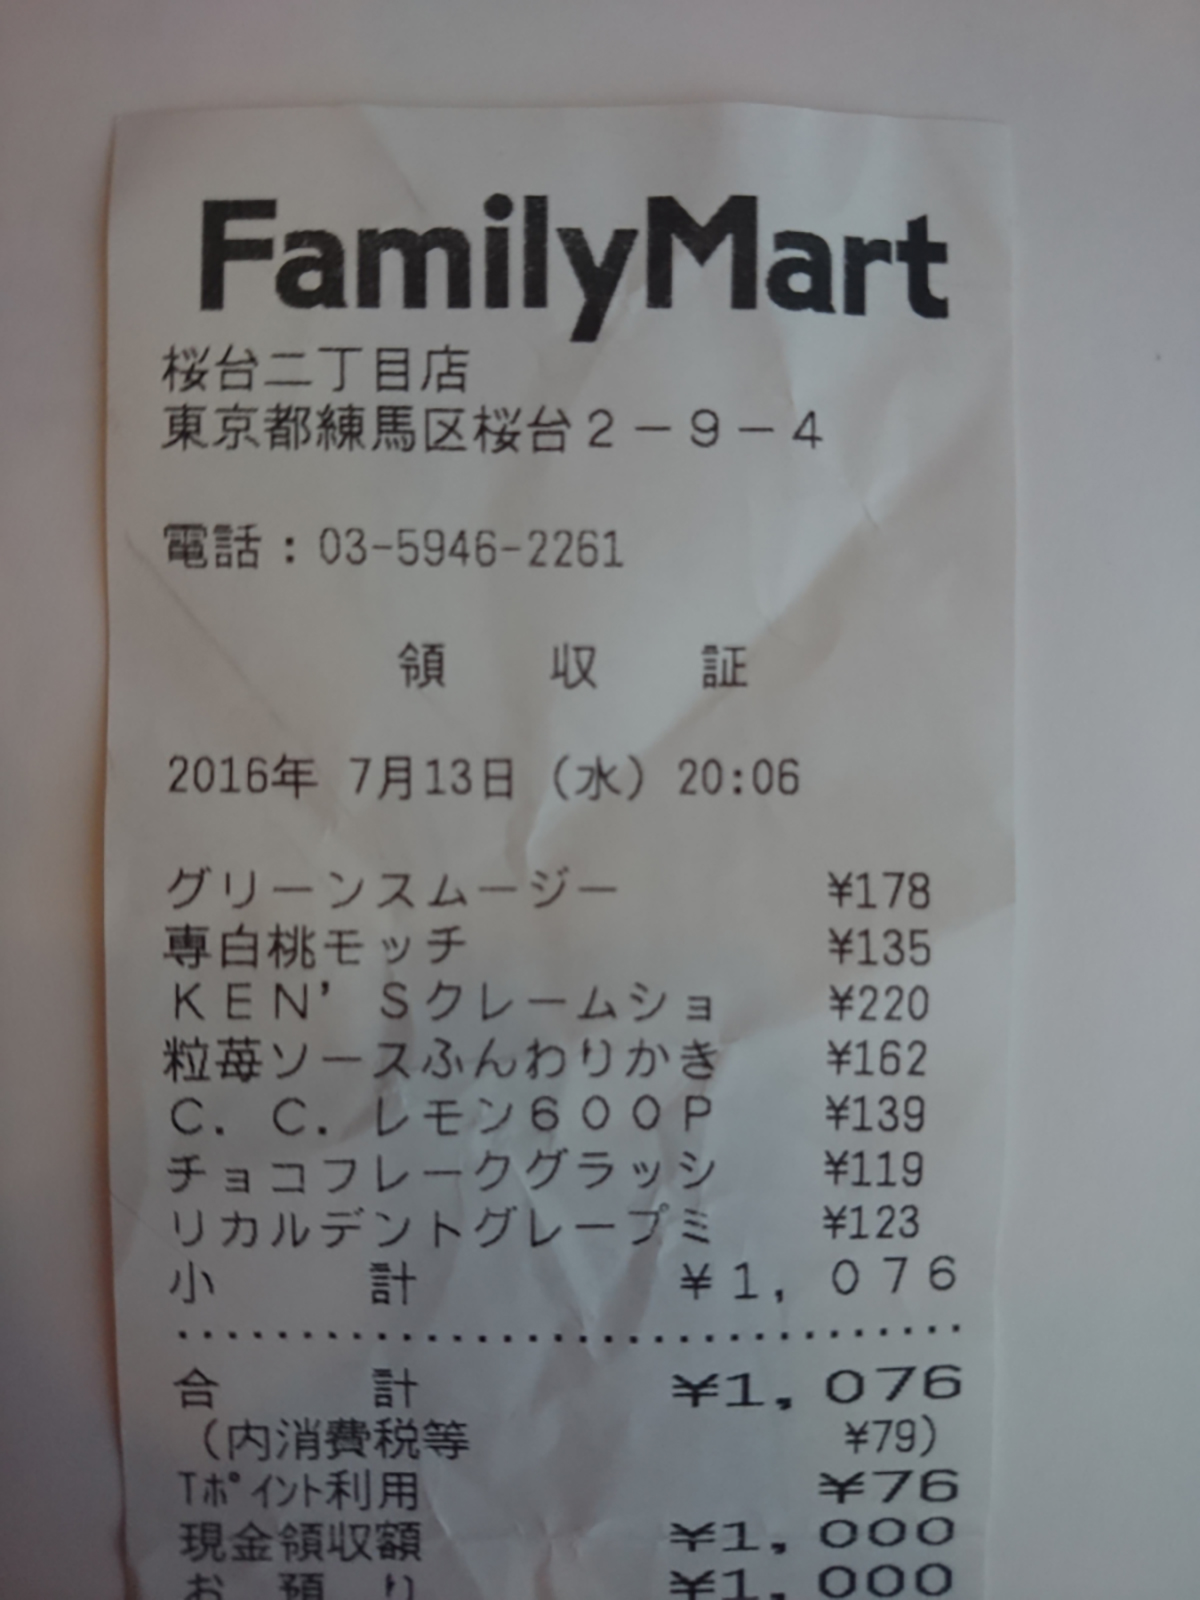 FamilyMart
桜台二丁目店
東京都練馬区桜台２－９－４
電話：03-5946-2261
領 収 証
2016年 7月13日（水）20:06
グリーンスムージー ¥178
専白桃モッチ ¥135
ＫＥＮ’Ｓクレームショ ¥220
粒苺ソースふんわりかき ¥162
Ｃ．Ｃ．レモン６００Ｐ ¥139
チョコフレークグラッシ ¥119
リカルデントグレープミ ¥123
小 計 ¥１，０７６
合 計 ¥1,076
（内消費税等 ¥79）
Tﾎﾟｲﾝﾄ利用 ¥76
現金領収額 ¥1,000
お 預 り ¥1,000